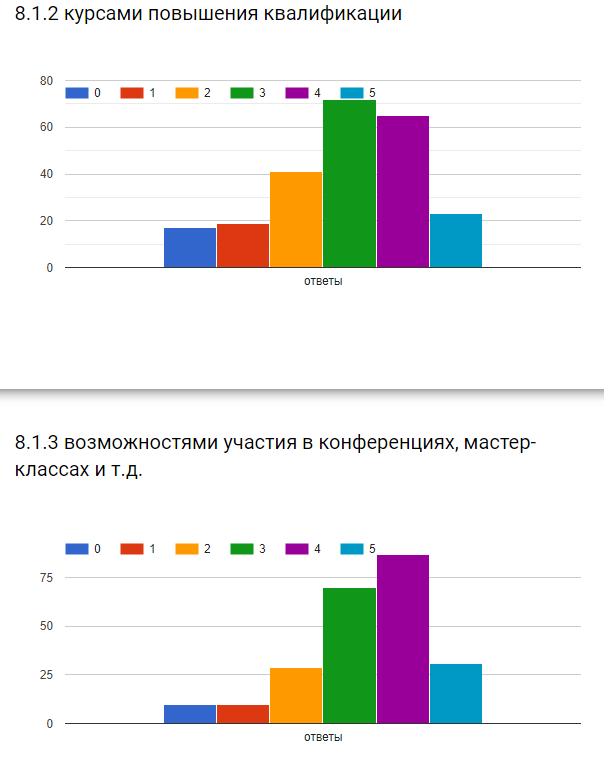 8.1.2 курсами повышения квалификации
80
0 1 2 3 4 5
60
40
20
0
ответы
8.1.3 возможностями участия в конференциях, мастер-
классах и т.д.
0 1 2 3 4 5
75
50
25
0
ответы